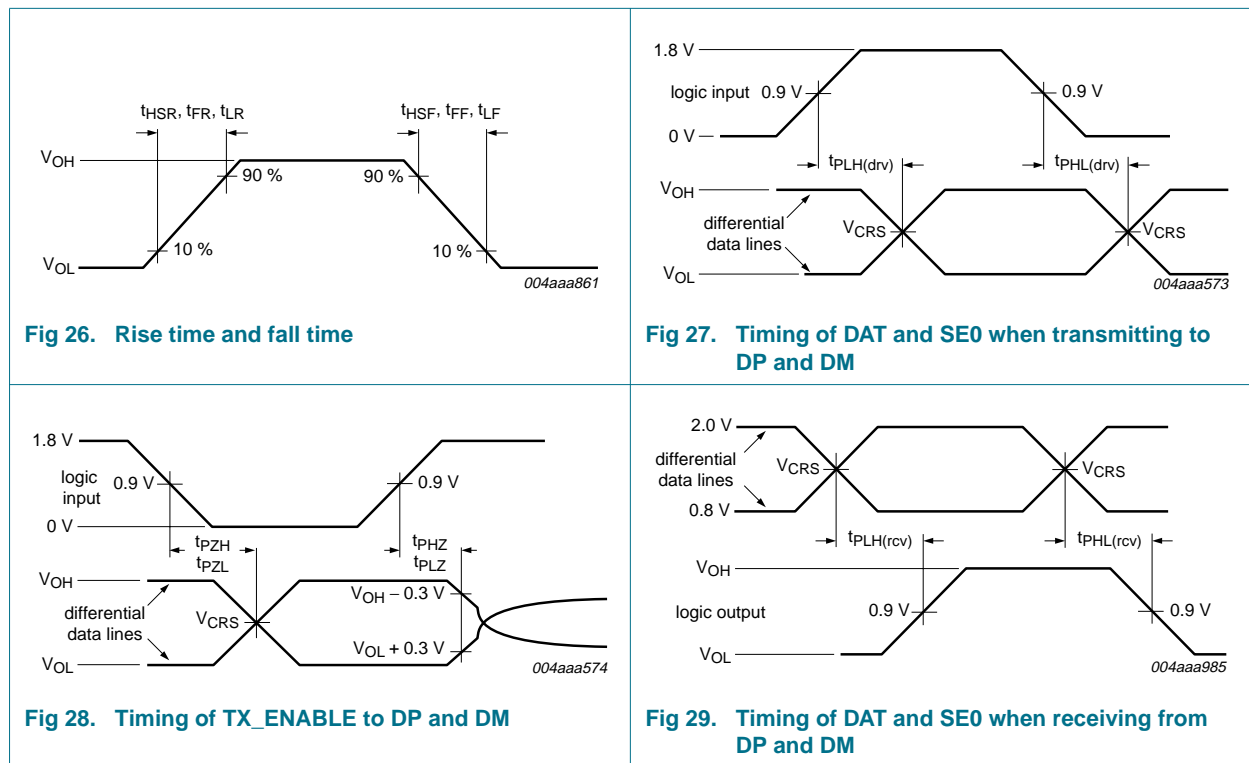 tHSR, tFR, tLR
tHSF, tFF, tLF
VOH
90 %
90 %
10 %
10 %
VOL
004aaa861
Fig 26. Rise time and fall time
1.8 V
logic input
0.9 V
0.9 V
0 V
tPLH(drv)
tPHL(drv)
VOH
differential
data lines
VCRS
VCRS
VOL
004aaa573
Fig 27. Timing of DAT and SE0 when transmitting to
DP and DM
1.8 V
logic
input
0.9 V
0.9 V
0 V
tPZH
tPZL
tPHZ
tPLZ
VOH
VOH – 0.3 V
differential
data lines
VCRS
VOL + 0.3 V
VOL
004aaa574
Fig 28. Timing of TX_ENABLE to DP and DM
2.0 V
differential
data lines
VCRS
VCRS
0.8 V
tPLH(rcv)
tPHL(rcv)
VOH
logic output
0.9 V
0.9 V
VOL
004aaa985
Fig 29. Timing of DAT and SE0 when receiving from
DP and DM